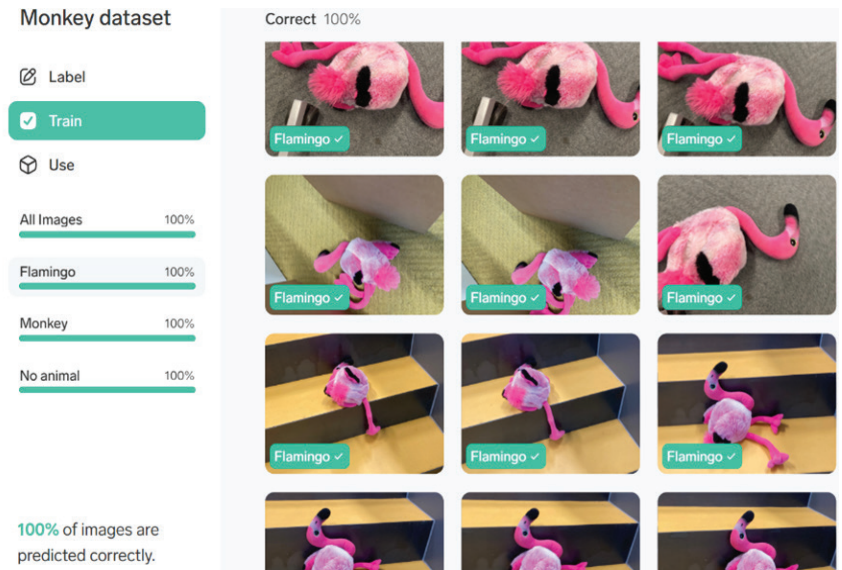 Monkey dataset
Label
Train
Use
All Images 100%
Flamingo 100%
Monkey 100%
No animal 100%
100% of images are
predicted correctly.
Correct 100%
Flamingo ✓ Flamingo ✓ Flamingo ✓
Flamingo ✓ Flamingo ✓ Flamingo ✓
Flamingo ✓ Flamingo ✓ Flamingo ✓